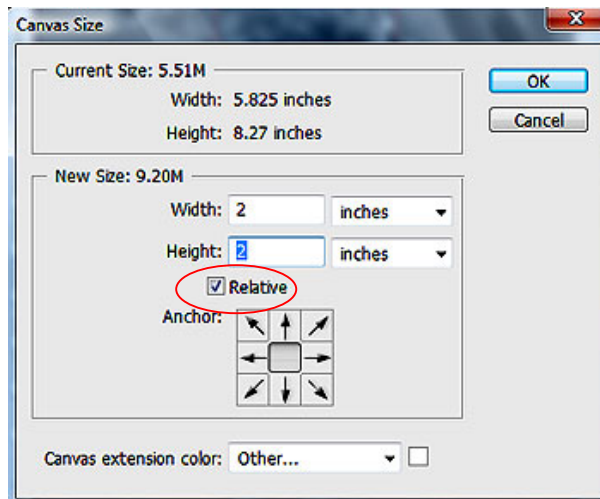 Canvas Size
Current Size: 5.51M
OK
Width: 5.825 inches
Cancel
Height: 8.27 inches
New Size: 9.20M
Width: 2 inches
Height: 2 inches
Relative
Anchor:
Canvas extension color: Other...